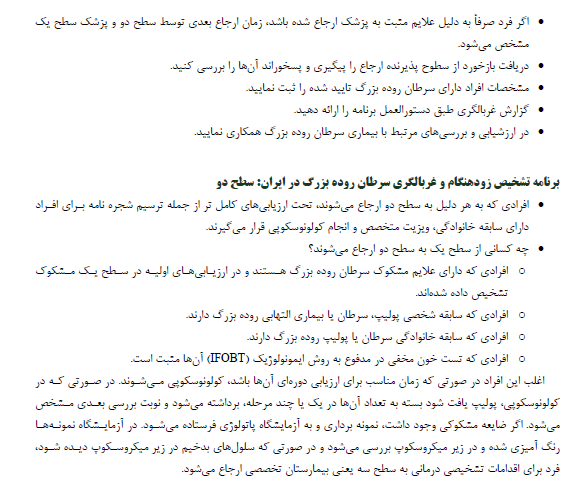 • اگر فرد صرفاً به دلیل علایم مثبت به پزشک ارجاع شده باشد، زمان ارجاع بعدی توسط سطح دو و پزشک سطح یک
مشخص می‌شود.
• دریافت بازخورد از سطوح پذیرنده ارجاع را پیگیری و پسخوراند آن‌ها را بررسی کنید.
• مشخصات افراد دارای سرطان روده بزرگ تایید شده را ثبت نمایید.
• گزارش غربالگری طبق دستورالعمل برنامه را ارائه دهید.
• در ارزشیابی و بررسی‌های مرتبط با بیماری سرطان روده بزرگ همکاری نمایید.
برنامه تشخیص زودهنگام و غربالگری سرطان روده بزرگ در ایران: سطح دو
• افرادی که به هر دلیل به سطح دو ارجاع می‌شوند، تحت ارزیابی‌های کامل تر از جمله ترسیم شجره نامه برای افراد
دارای سابقه خانوادگی، ویزیت متخصص و انجام کولونوسکوپی قرار می‌گیرند.
• چه کسانی از سطح یک به سطح دو ارجاع می‌شوند؟
o افرادی که دارای علایم مشکوک سرطان روده بزرگ هستند و در ارزیابی‌های اولیه در سطح یک مشکوک
تشخیص داده شده‌اند.
o افرادی که سابقه شخصی پولیپ، سرطان یا بیماری التهابی روده بزرگ دارند.
o افرادی که سابقه خانوادگی سرطان یا پولیپ روده بزرگ دارند.
o افرادی که تست خون مخفی در مدفوع به روش ایمونولوژیک (IFOBT) آن‌ها مثبت است.
اغلب این افراد در صورتی که زمان مناسب برای ارزیابی دوره‌ای آن‌ها باشد، کولونوسکوپی می‌شوند. در صورتی که در
کولونوسکوپی، پولیپ یافت شود بسته به تعداد آن‌ها در یک یا چند مرحله، برداشته می‌شود و نوبت بررسی بعدی مشخص
می‌شود. اگر ضایعه مشکوکی وجود داشت، نمونه برداری و به آزمایشگاه پاتولوژی فرستاده می‌شود. در آزمایشگاه نمونه‌ها
رنگ آمیزی شده و در زیر میکروسکوپ بررسی می‌شود و در صورتی که سلول‌های بدخیم در زیر میکروسکوپ دیده شود،
فرد برای اقدامات تشخیصی درمانی به سطح سه یعنی بیمارستان تخصصی ارجاع می‌شود.